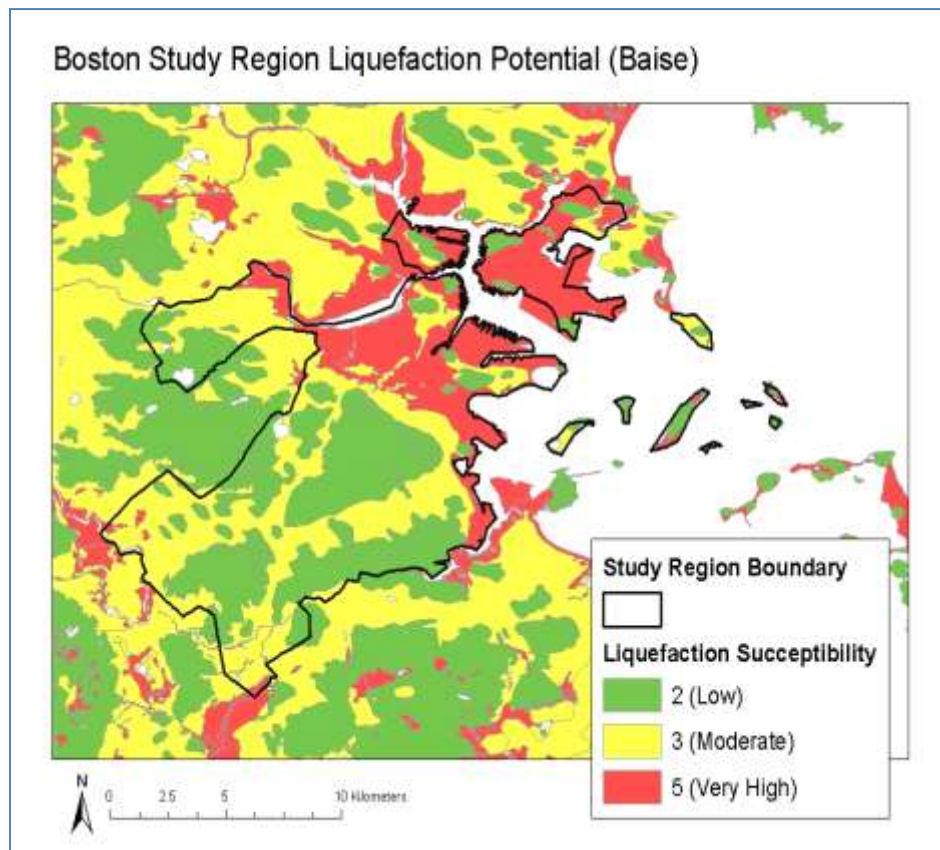 Boston Study Region Liquefaction Potential (Baise)
Study Region Boundary
Liquefaction Succeptibility
2 (Low)
3 (Moderate)
5 (Very High)
N
0 2.5 5 10 Kilometers